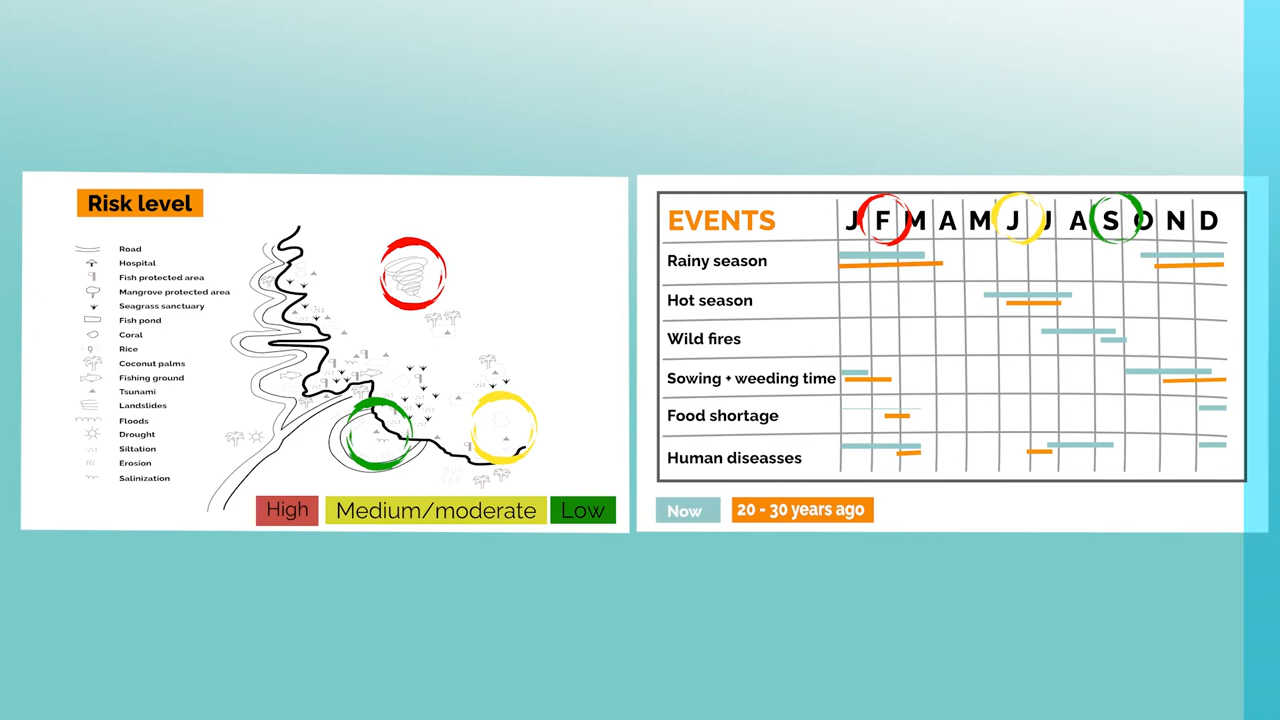 Risk level
Road
Hospital
Fish protected area
Mangrove protected area
Seagrass sanctuary
Fish pond
Coral
Rice
Coconut palms
Fishing ground
Tsunami
Landslides
Floods
Drought
Siltation
Erosion
Salinization
High Medium/moderate Low
EVENTS J F M A M J J A S O N D
Rainy season
Hot season
Wild fires
Sowing + weeding time
Food shortage
Human diseasses
Now 20 - 30 years ago